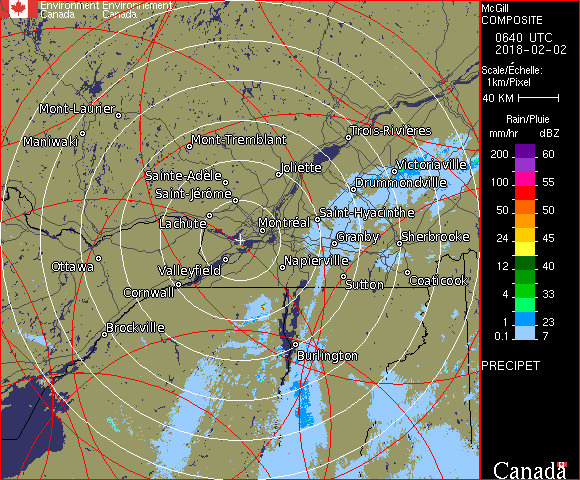 Environment Environnement
Canada Canada
McGill
COMPOSITE
0640 UTC
2018-02-02
Scale/Échelle:
1km/Pixel
40 KM
Rain/Pluie
mm/hr dBZ
200 60
100 55
50 50
24 45
12 40
4 33
1 23
0.1 7
PRECIPET
Canada
Mont-Laurier
Maniwaki
Mont-Tremblant
Trois-Rivières
Sainte-Adèle
Joliette
Victoriaville
Saint-Jérôme
Drummondville
Lachute
Montréal
Saint-Hyacinthe
Granby
Sherbrooke
Ottawa
Valleyfield
Napierville
Cornwall
Sutton
Coaticook
Brockville
Burlington